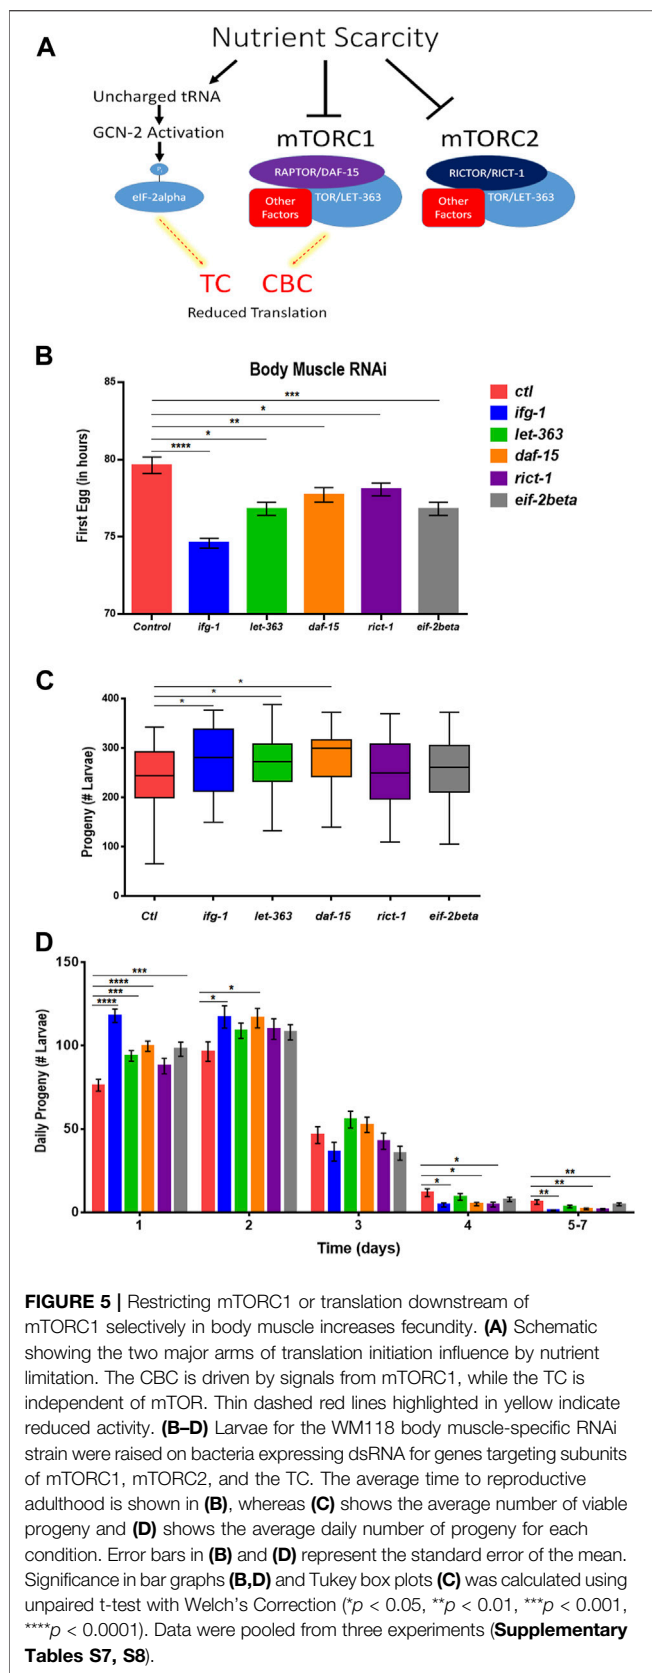 A
Nutrient Scarcity
Uncharged tRNA
GCN-2 Activation
Pi
eIF-2alpha
mTORC1
RAPTOR/DAF-15
Other
Factors
TOR/LET-363
mTORC2
RICTOR/RICT-1
Other
Factors
TOR/LET-363
TC CBC
Reduced Translation
B
Body Muscle RNAi
First Egg (in hours)
85
80
75
70
***
*
**
*
****
Control ifg-1 let-363 daf-15 rict-1 eif-2beta
ctl
ifg-1
let-363
daf-15
rict-1
eif-2beta
C
Progeny (# Larvae)
400
300
200
100
0
*
*
*
Ctl ifg-1 let-363 daf-15 rict-1 eif-2beta
D
Daily Progeny (# Larvae)
150
100
50
0
***
****
***
****
*
*
*
*
*
**
**
**
1 2 3 4 5-7
Time (days)
FIGURE 5 | Restricting mTORC1 or translation downstream of
mTORC1 selectively in body muscle increases fecundity. (A) Schematic
showing the two major arms of translation initiation influence by nutrient
limitation. The CBC is driven by signals from mTORC1, while the TC is
independent of mTOR. Thin dashed red lines highlighted in yellow indicate
reduced activity. (B–D) Larvae for the WM118 body muscle-specific RNAi
strain were raised on bacteria expressing dsRNA for genes targeting subunits
of mTORC1, mTORC2, and the TC. The average time to reproductive
adulthood is shown in (B), whereas (C) shows the average number of viable
progeny and (D) shows the average daily number of progeny for each
condition. Error bars in (B) and (D) represent the standard error of the mean.
Significance in bar graphs (B,D) and Tukey box plots (C) was calculated using
unpaired t-test with Welch's Correction (*p < 0.05, **p < 0.01, ***p < 0.001,
****p < 0.0001). Data were pooled from three experiments (Supplementary
Tables S7, S8).